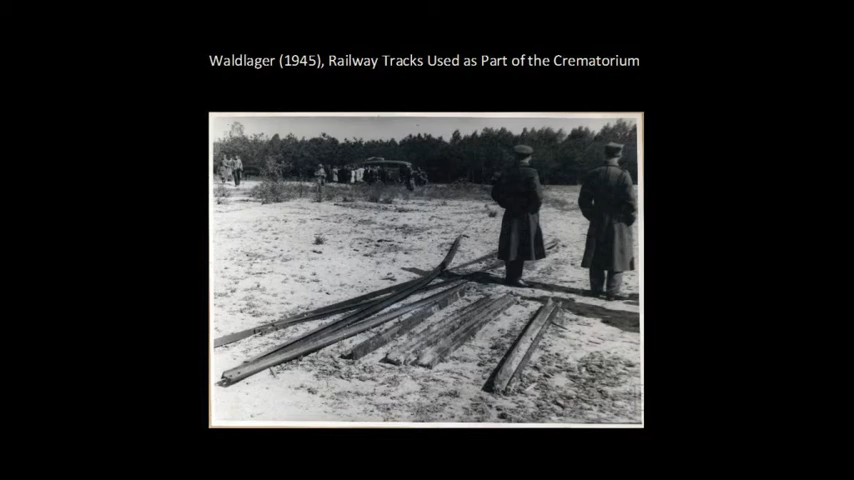 Waldlager (1945), Railway Tracks Used as Part of the Crematorium